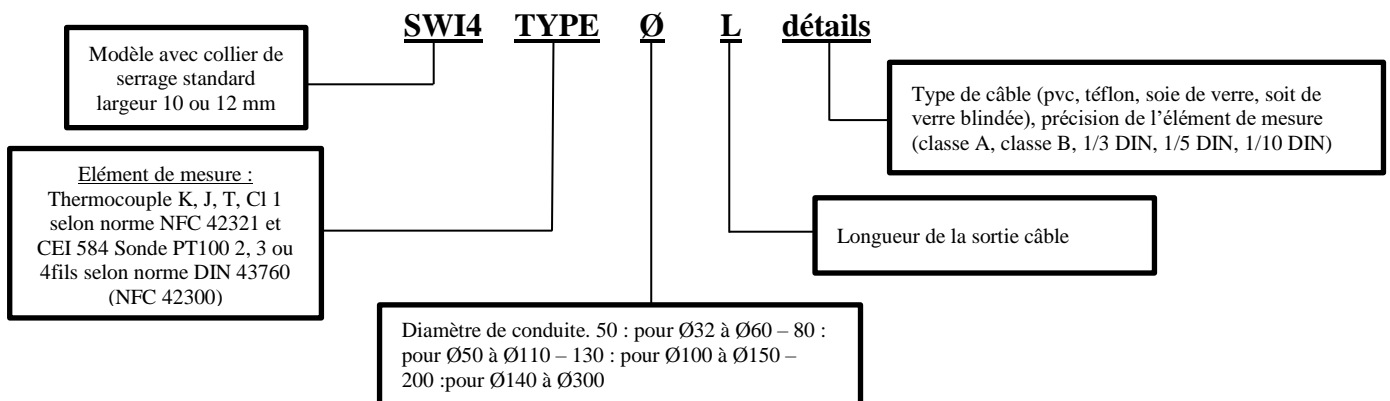 SWI4 TYPE Ø L détails
Modèle avec collier de
serrage standard
largeur 10 ou 12 mm
Elément de mesure :
Thermocouple K, J, T, Cl 1
selon norme NFC 42321 et
CEI 584 Sonde PT100 2, 3 ou
4fils selon norme DIN 43760
(NFC 42300)
Type de câble (pvc, téflon, soie de verre, soit de
verre blindée), précision de l'élément de mesure
(classe A, classe B, 1/3 DIN, 1/5 DIN, 1/10 DIN)
Longueur de la sortie câble
Diamètre de conduite. 50 : pour Ø32 à Ø60 – 80 :
pour Ø50 à Ø110 – 130 : pour Ø100 à Ø150 –
200 :pour Ø140 à Ø300